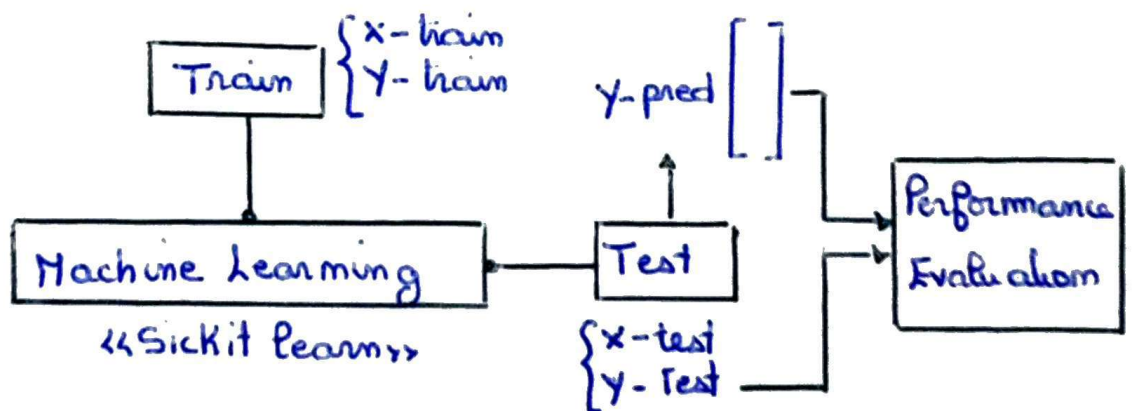 Train
X-train
Y-train
Machine Learning
«Sickit learn»
Y-pred
Test
X-test
Y-Test
Performance
Evaluation